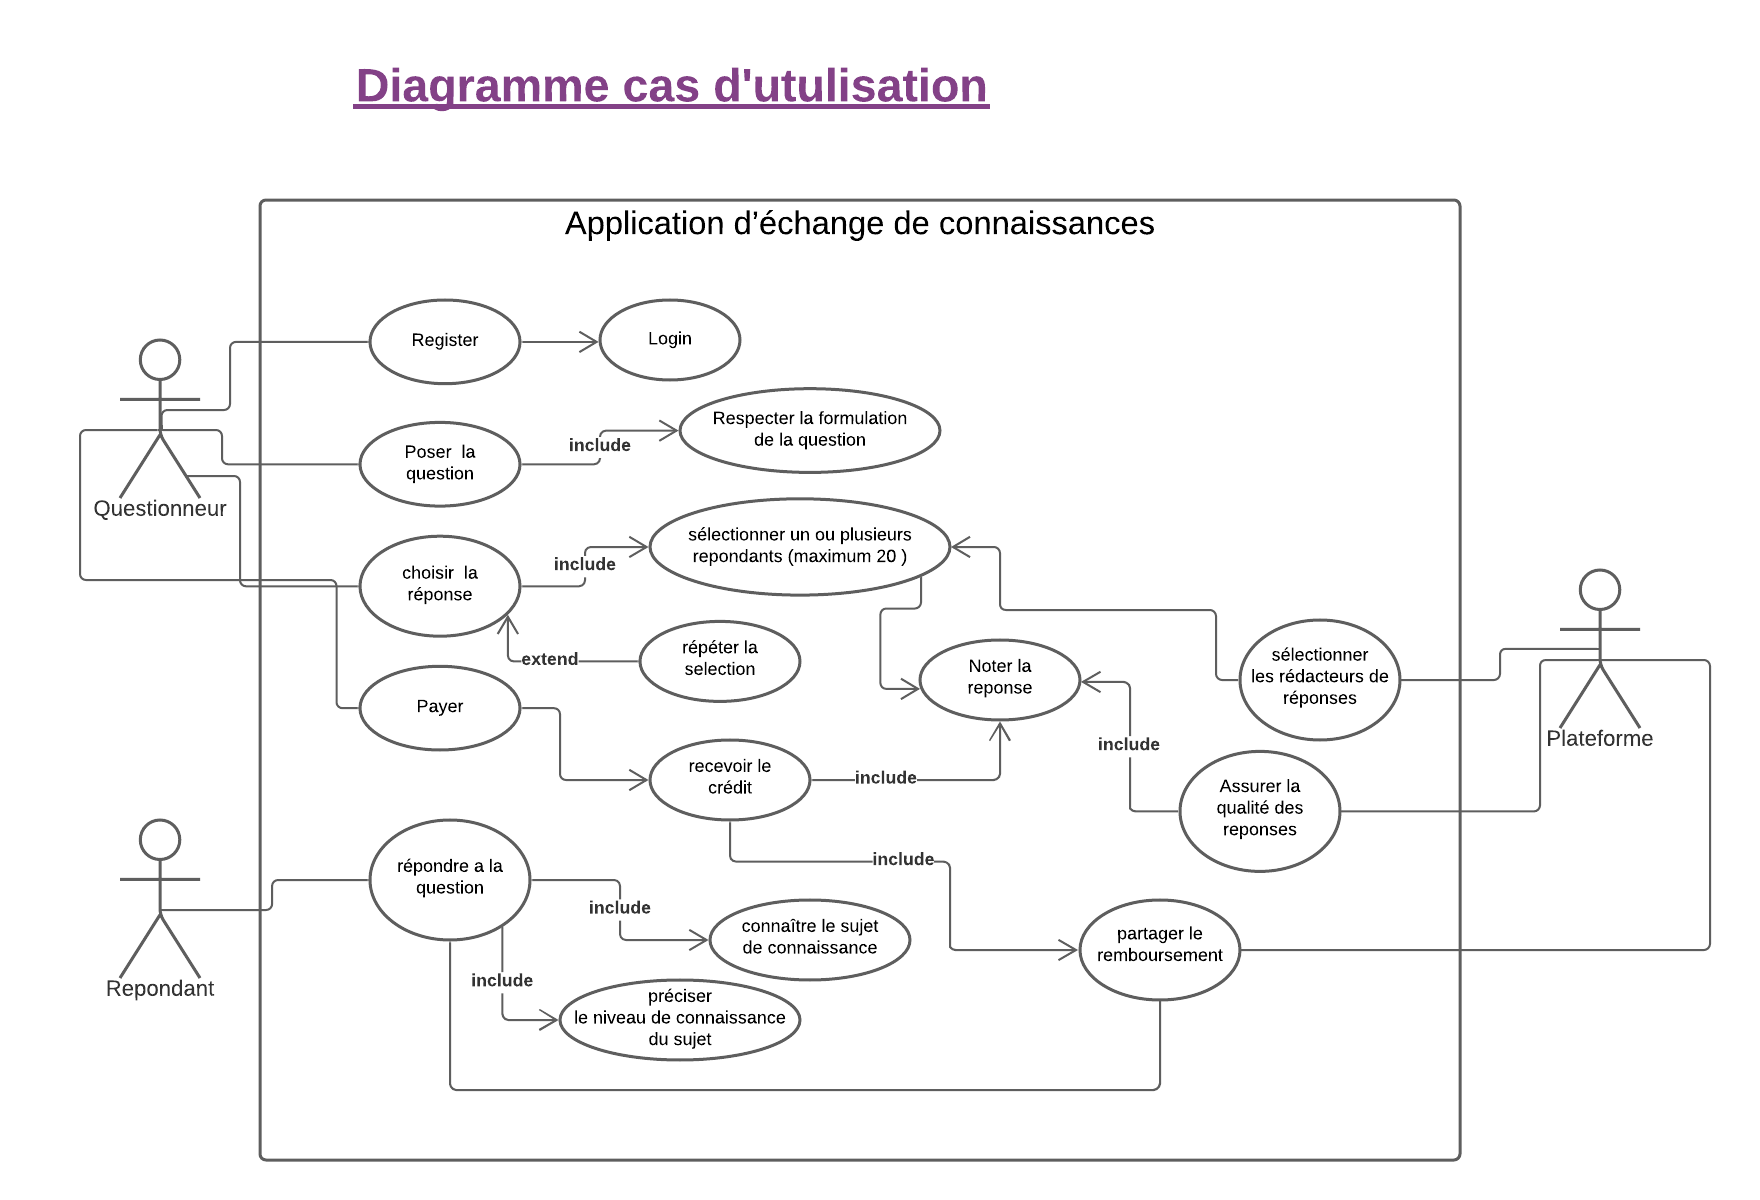 Diagramme cas d'utulisation
Application d’échange de connaissances
Register
Login
Respecter la formulation
de la question
include
Poser  la
question
Questionneur
sélectionner un ou plusieurs
repondants (maximum 20 )
include
choisir  la
réponse
extend
répéter la
selection
Noter la
reponse
sélectionner
les rédacteurs de
réponses
Plateforme
Payer
include
recevoir le
crédit
include
Assurer la
qualité des
reponses
include
répondre a la
question
include
connaître le sujet
de connaissance
partager le
remboursement
Repondant
include
préciser
le niveau de connaissance
du sujet